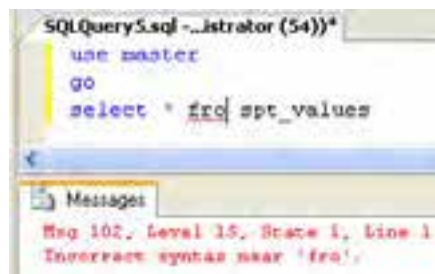 SQLQuery5.sql -...istrator (54))*
use master
go
select * fro spt_values
Messages
Msg 102, Level 15, State 1, Line 1
Incorrect syntax near 'fro'.